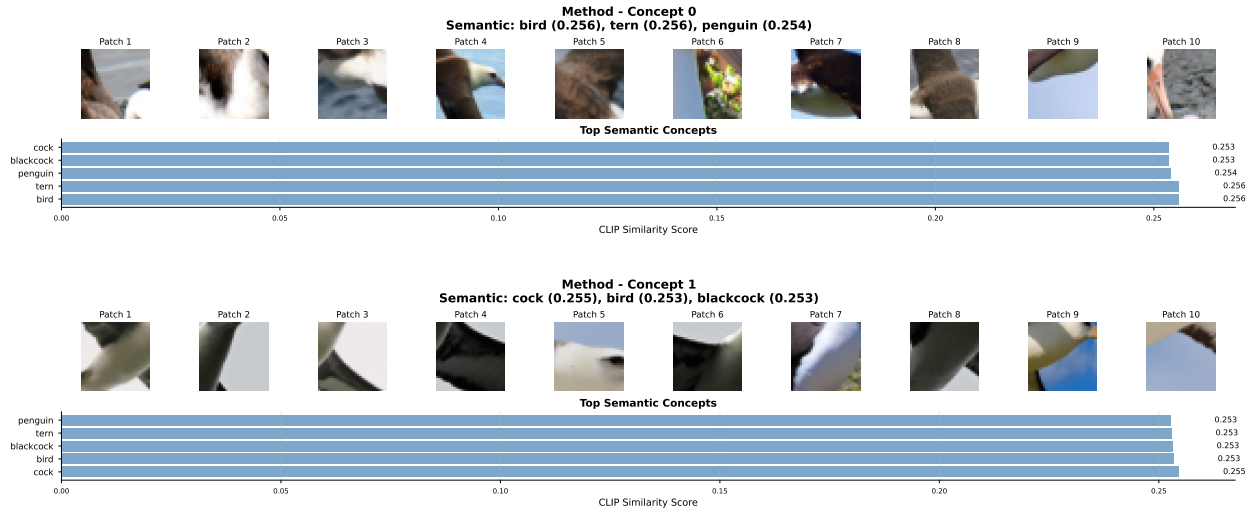 Method - Concept 0
Semantic: bird (0.256), tern (0.256), penguin (0.254)
Patch 1 Patch 2 Patch 3 Patch 4 Patch 5 Patch 6 Patch 7 Patch 8 Patch 9 Patch 10
Top Semantic Concepts
cock 0.253
blackcock 0.253
penguin 0.254
tern 0.256
bird 0.256
0.00 0.05 0.10 0.15 0.20 0.25
CLIP Similarity Score
Method - Concept 1
Semantic: cock (0.255), bird (0.253), blackcock (0.253)
Patch 1 Patch 2 Patch 3 Patch 4 Patch 5 Patch 6 Patch 7 Patch 8 Patch 9 Patch 10
Top Semantic Concepts
penguin 0.253
tern 0.253
blackcock 0.253
bird 0.253
cock 0.255
0.00 0.05 0.10 0.15 0.20 0.25
CLIP Similarity Score